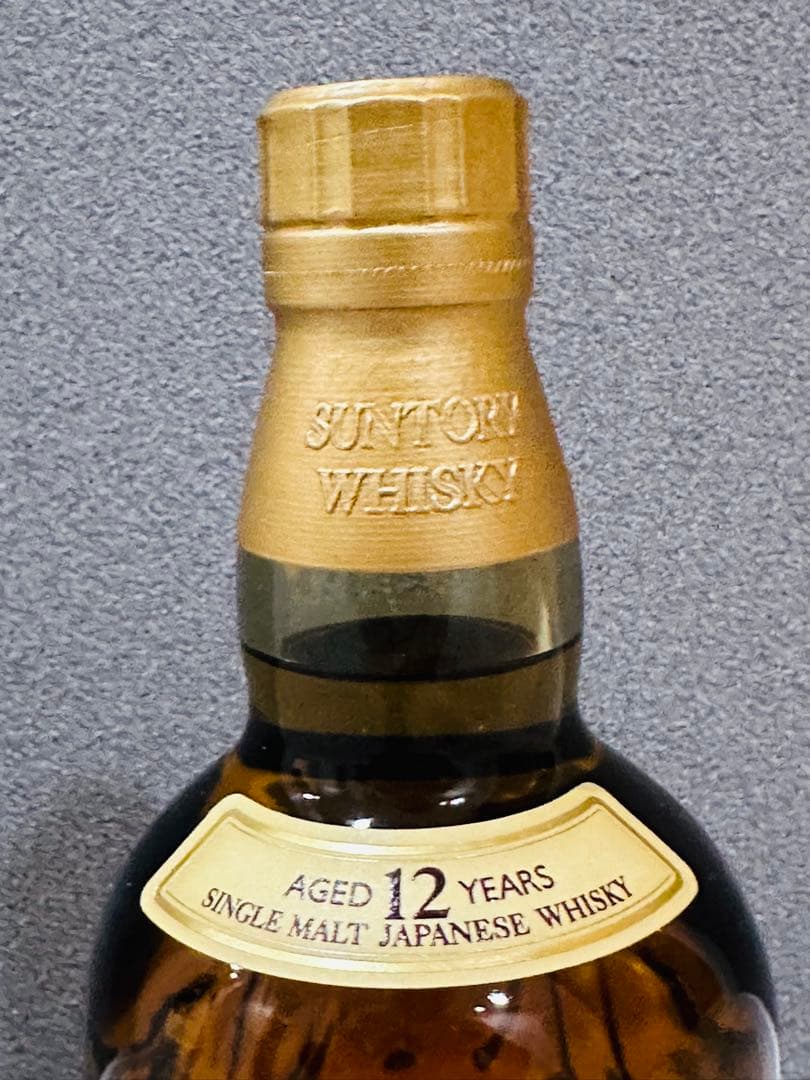 SUNTORY
WHISKY
AGED 12 YEARS
SINGLE MALT JAPANESE WHISKY